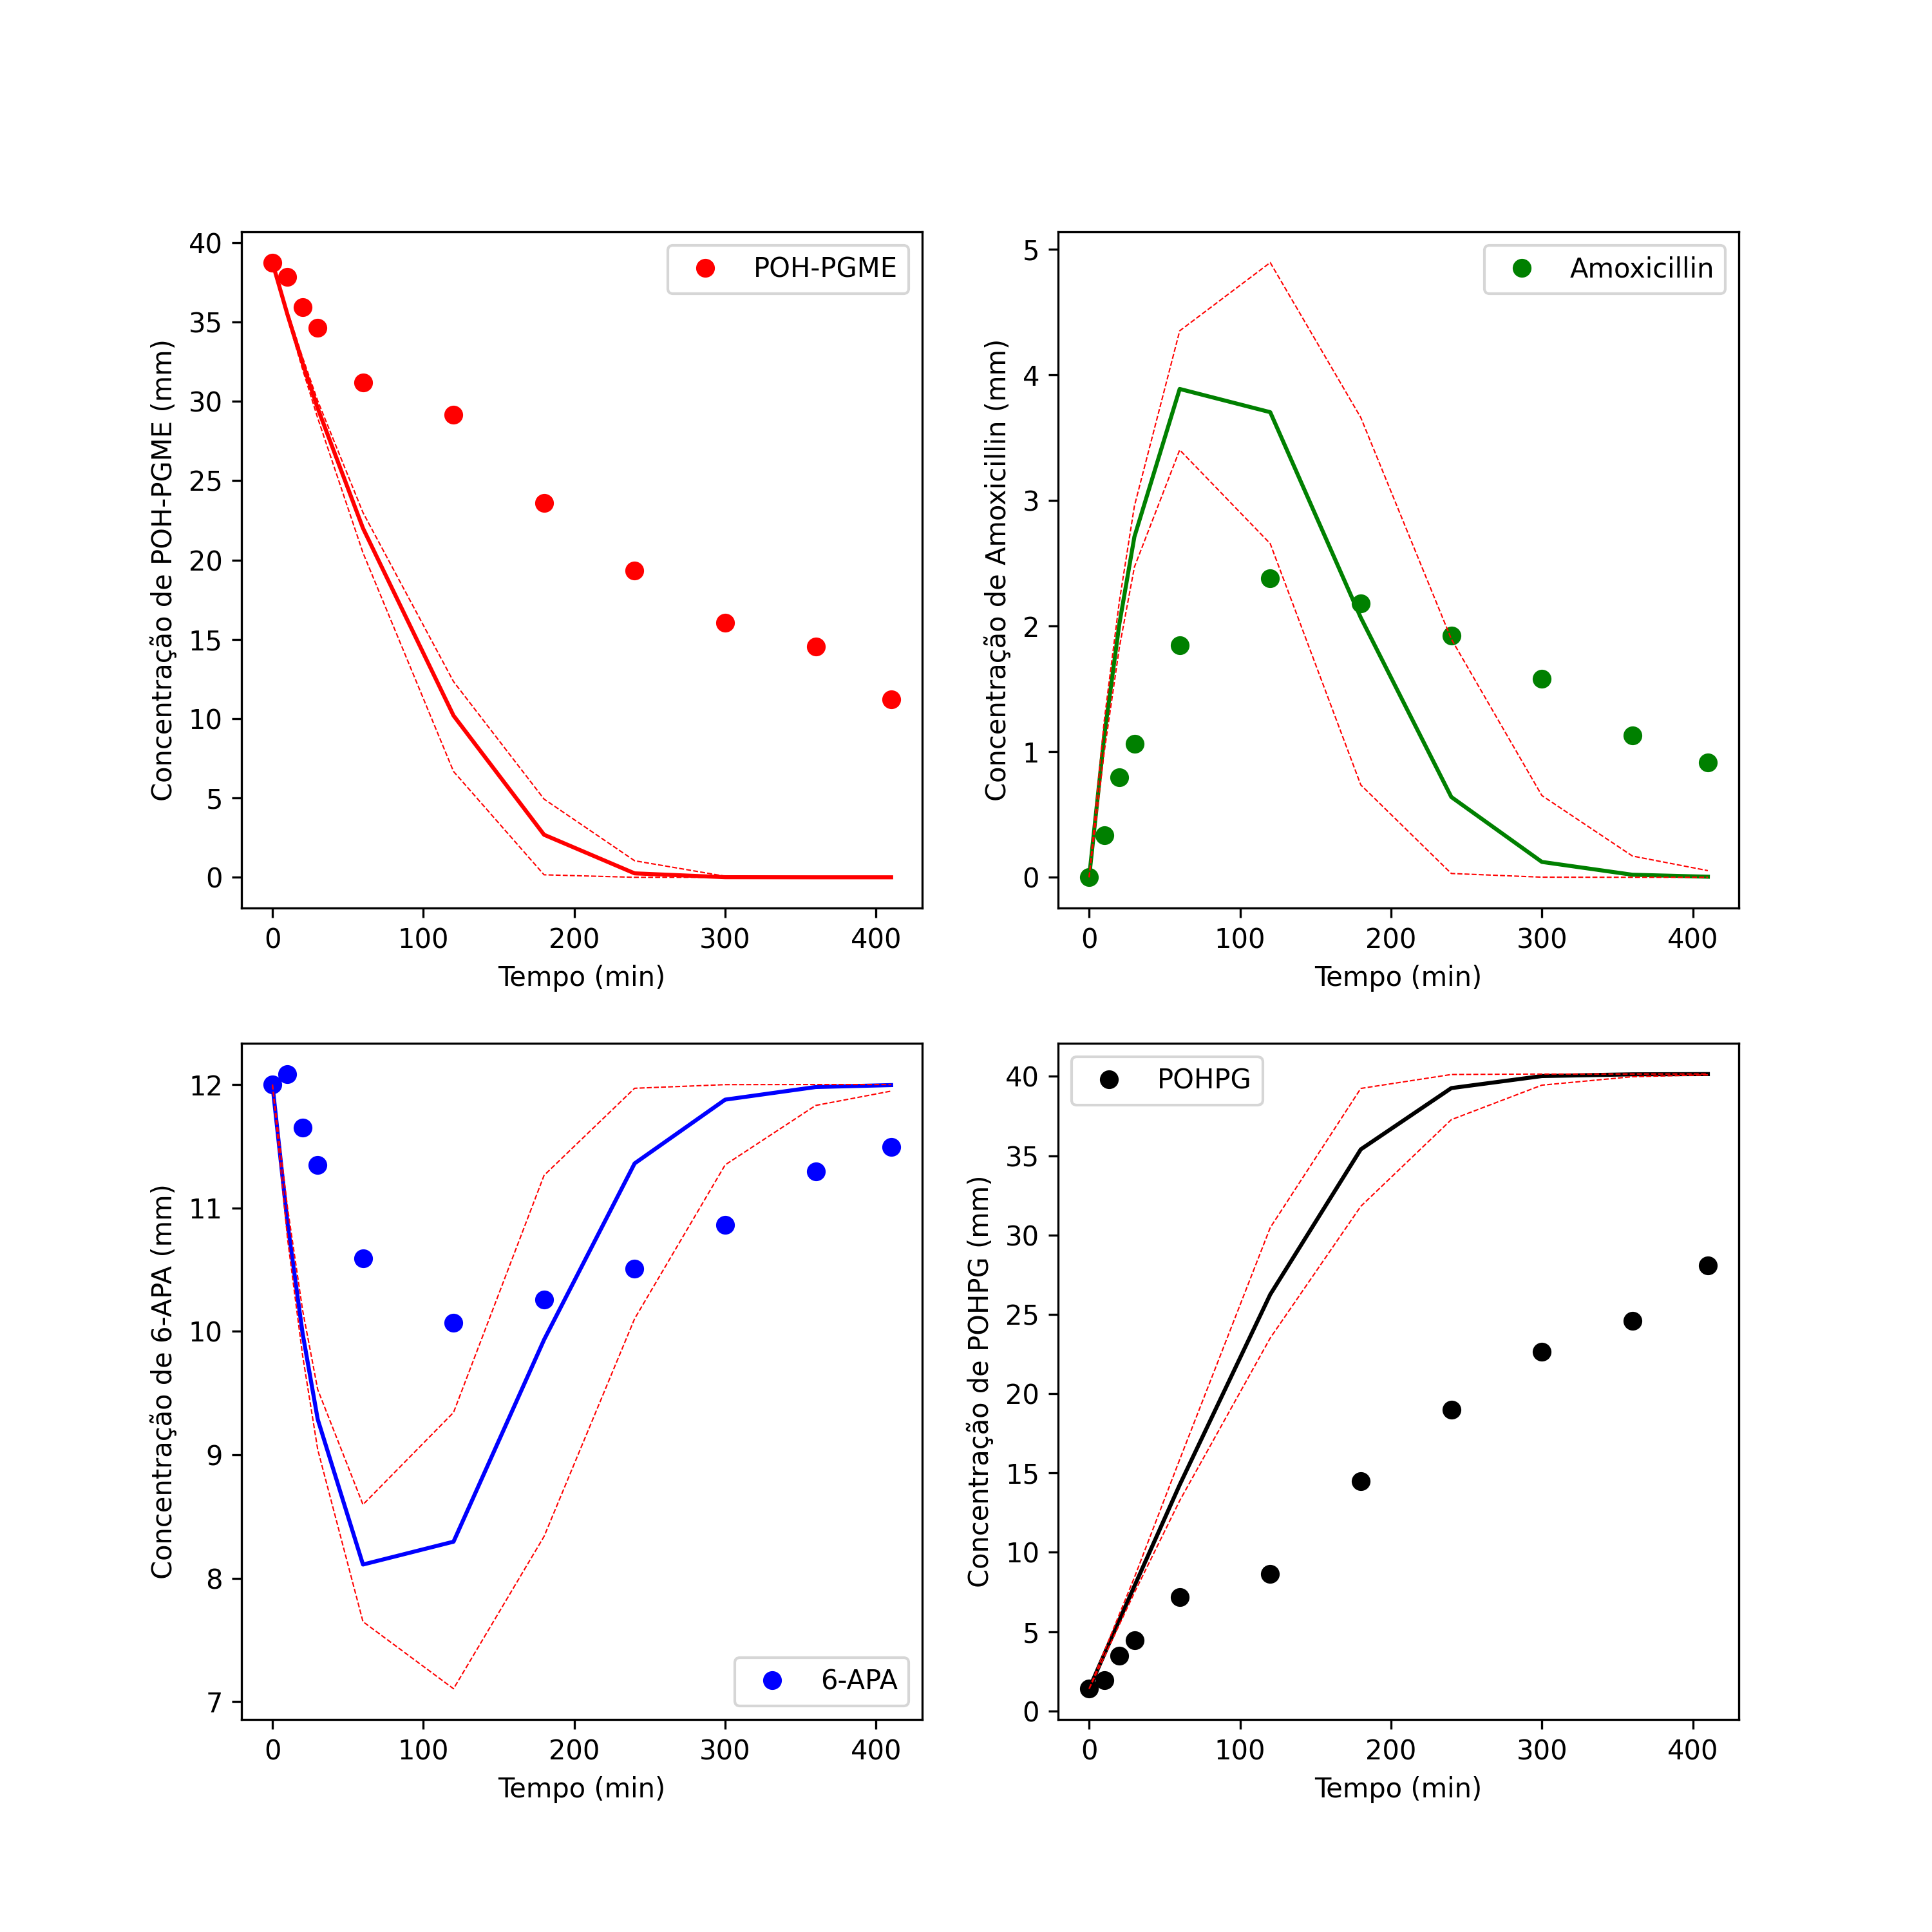 POH-PGME
Concentração de POH-PGME (mm)
40
35
30
25
20
15
10
5
0
0 100 200 300 400
Tempo (min)
Amoxicillin
Concentração de Amoxicillin (mm)
5
4
3
2
1
0
0 100 200 300 400
Tempo (min)
Concentração de 6-APA (mm)
12
11
10
9
8
7
6-APA
0 100 200 300 400
Tempo (min)
POHPG
Concentração de POHPG (mm)
40
35
30
25
20
15
10
5
0
0 100 200 300 400
Tempo (min)